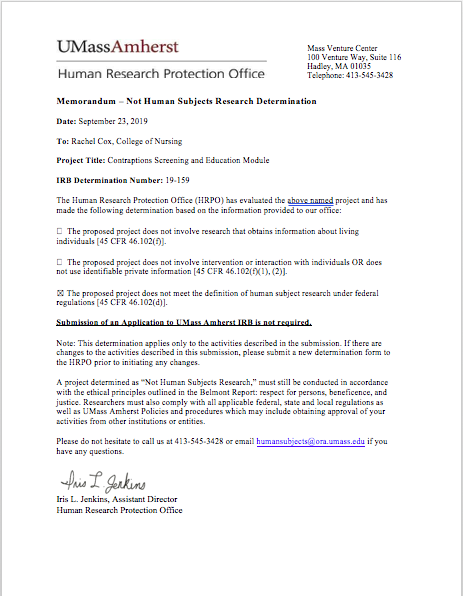 UMassAmherst
Human Research Protection Office
Mass Venture Center
100 Venture Way, Suite 116
Hadley, MA 01035
Telephone: 413-545-3428
Memorandum – Not Human Subjects Research Determination
Date: September 23, 2019
To: Rachel Cox, College of Nursing
Project Title: Contraptions Screening and Education Module
IRB Determination Number: 19-159
The Human Research Protection Office (HRPO) has evaluated the above named project and has
made the following determination based on the information provided to our office:
☐ The proposed project does not involve research that obtains information about living
individuals [45 CFR 46.102(f)].
☐ The proposed project does not involve intervention or interaction with individuals OR does
not use identifiable private information [45 CFR 46.102(f)(1), (2)].
☒ The proposed project does not meet the definition of human subject research under federal
regulations [45 CFR 46.102(d)].
Submission of an Application to UMass Amherst IRB is not required.
Note: This determination applies only to the activities described in the submission. If there are
changes to the activities described in this submission, please submit a new determination form to
the HRPO prior to initiating any changes.
A project determined as “Not Human Subjects Research,” must still be conducted in accordance
with the ethical principles outlined in the Belmont Report: respect for persons, beneficence, and
justice. Researchers must also comply with all applicable federal, state and local regulations as
well as UMass Amherst Policies and procedures which may include obtaining approval of your
activities from other institutions or entities.
Please do not hesitate to call us at 413-545-3428 or email humansubjects@ora.umass.edu if you
have any questions.
Iris L. Jenkins
Iris L. Jenkins, Assistant Director
Human Research Protection Office